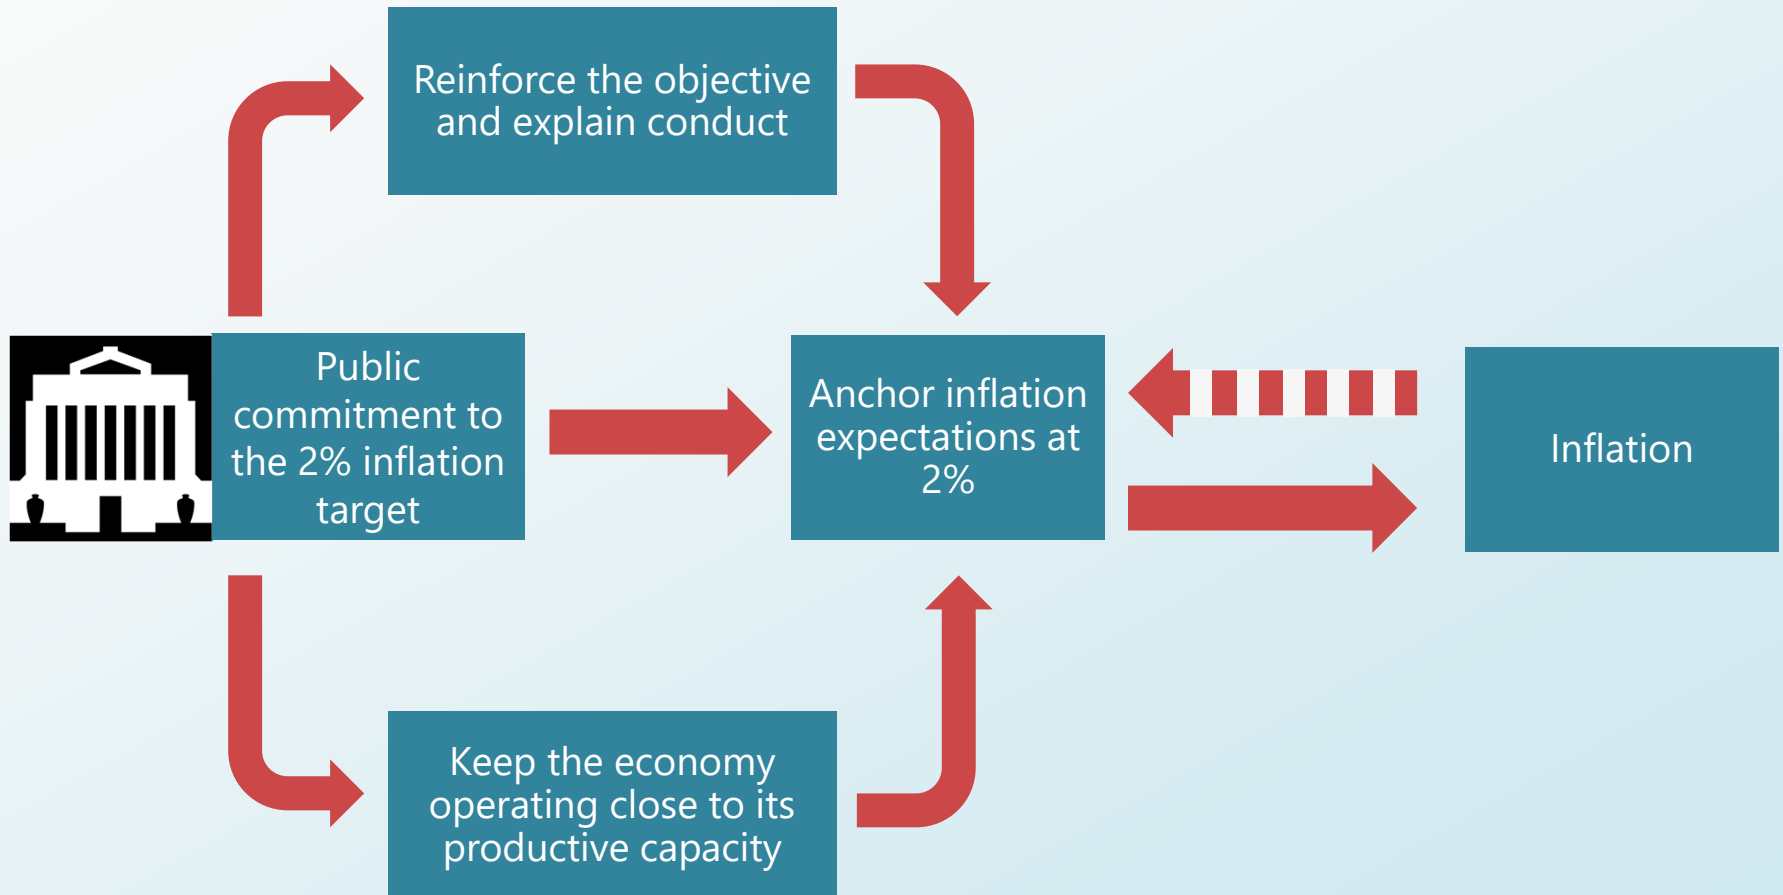 Reinforce the objective
and explain conduct
Public
commitment to
the 2% inflation
target
Anchor inflation
expectations at
2%
Inflation
Keep the economy
operating close to its
productive capacity